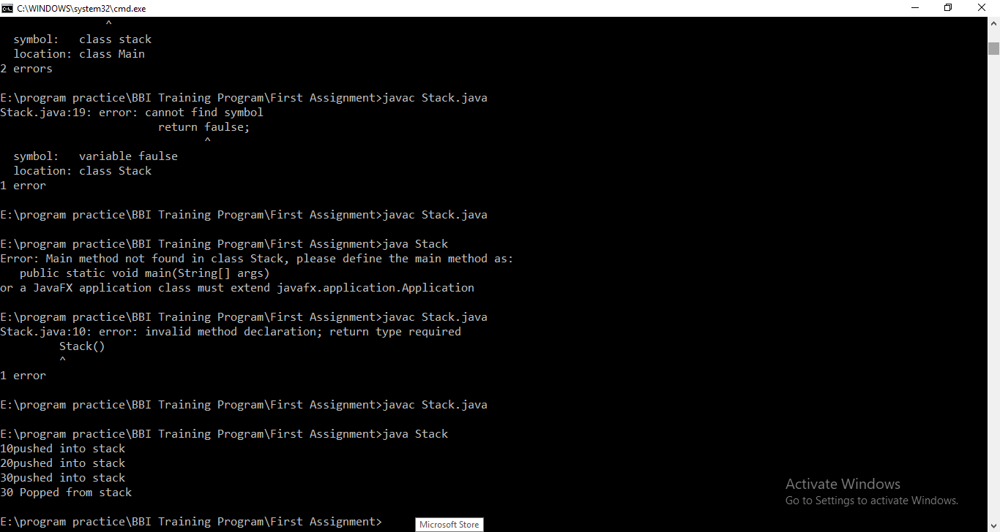 C:\WINDOWS\system32\cmd.exe
^
symbol:   class stack
location: class Main
2 errors
E:\program practice\BBI Training Program\First Assignment>javac Stack.java
Stack.java:19: error: cannot find symbol
return faulse;
^
symbol:   variable faulse
location: class Stack
1 error
E:\program practice\BBI Training Program\First Assignment>javac Stack.java
E:\program practice\BBI Training Program\First Assignment>java Stack
Error: Main method not found in class Stack, please define the main method as:
public static void main(String[] args)
or a JavaFX application class must extend javafx.application.Application
E:\program practice\BBI Training Program\First Assignment>javac Stack.java
Stack.java:10: error: invalid method declaration; return type required
Stack()
^
1 error
E:\program practice\BBI Training Program\First Assignment>javac Stack.java
E:\program practice\BBI Training Program\First Assignment>java Stack
10pushed into stack
20pushed into stack
30pushed into stack
30 Popped from stack
E:\program practice\BBI Training Program\First Assignment>
Activate Windows
Go to Settings to activate Windows.
Microsoft Store